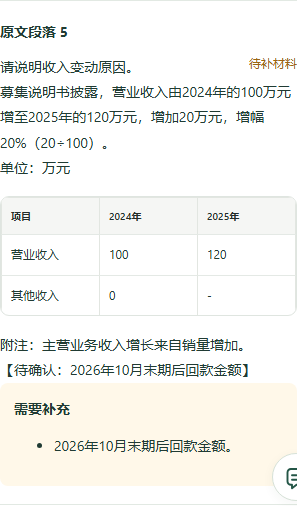 原文段落 5
待补材料
请说明收入变动原因。
募集说明书披露，营业收入由2024年的100万元
增至2025年的120万元，增加20万元，增幅
20%（20÷100）。
单位：万元
项目 2024年 2025年
营业收入 100 120
其他收入 0 -
附注：主营业务收入增长来自销量增加。
【待确认：2026年10月末期后回款金额】
需要补充
• 2026年10月末期后回款金额。